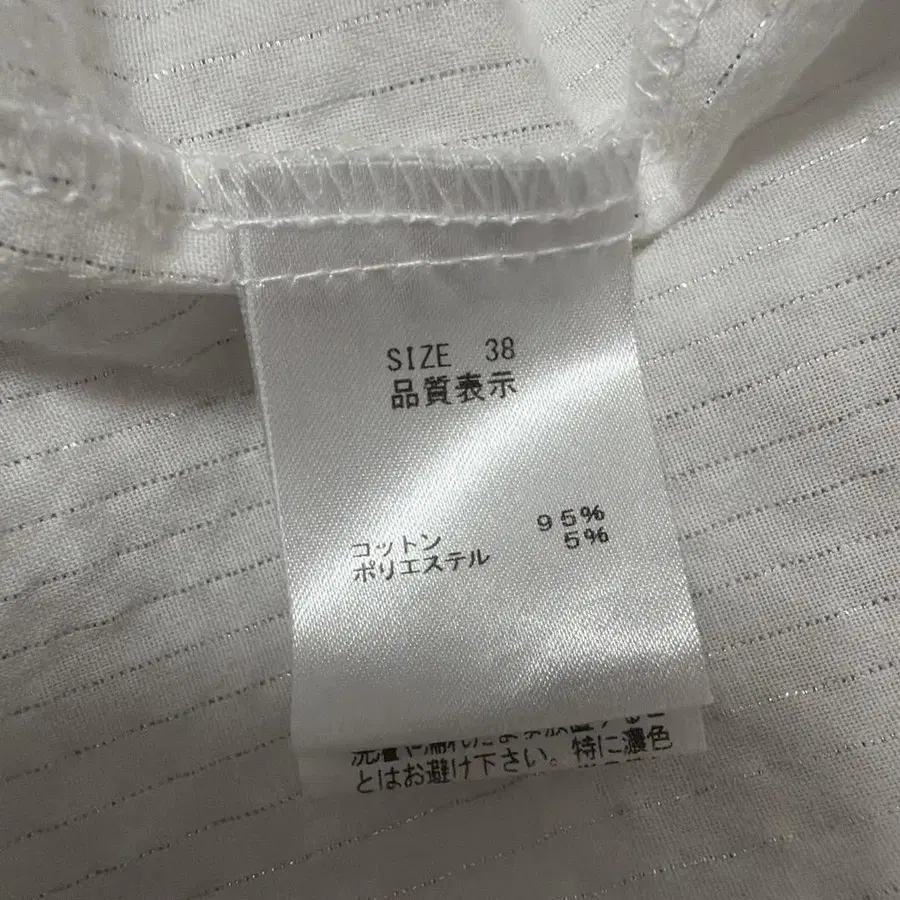 SIZE 38
品質表示
コットン 95%
ポリエステル 5%
とはお避け下さい。特に濃色